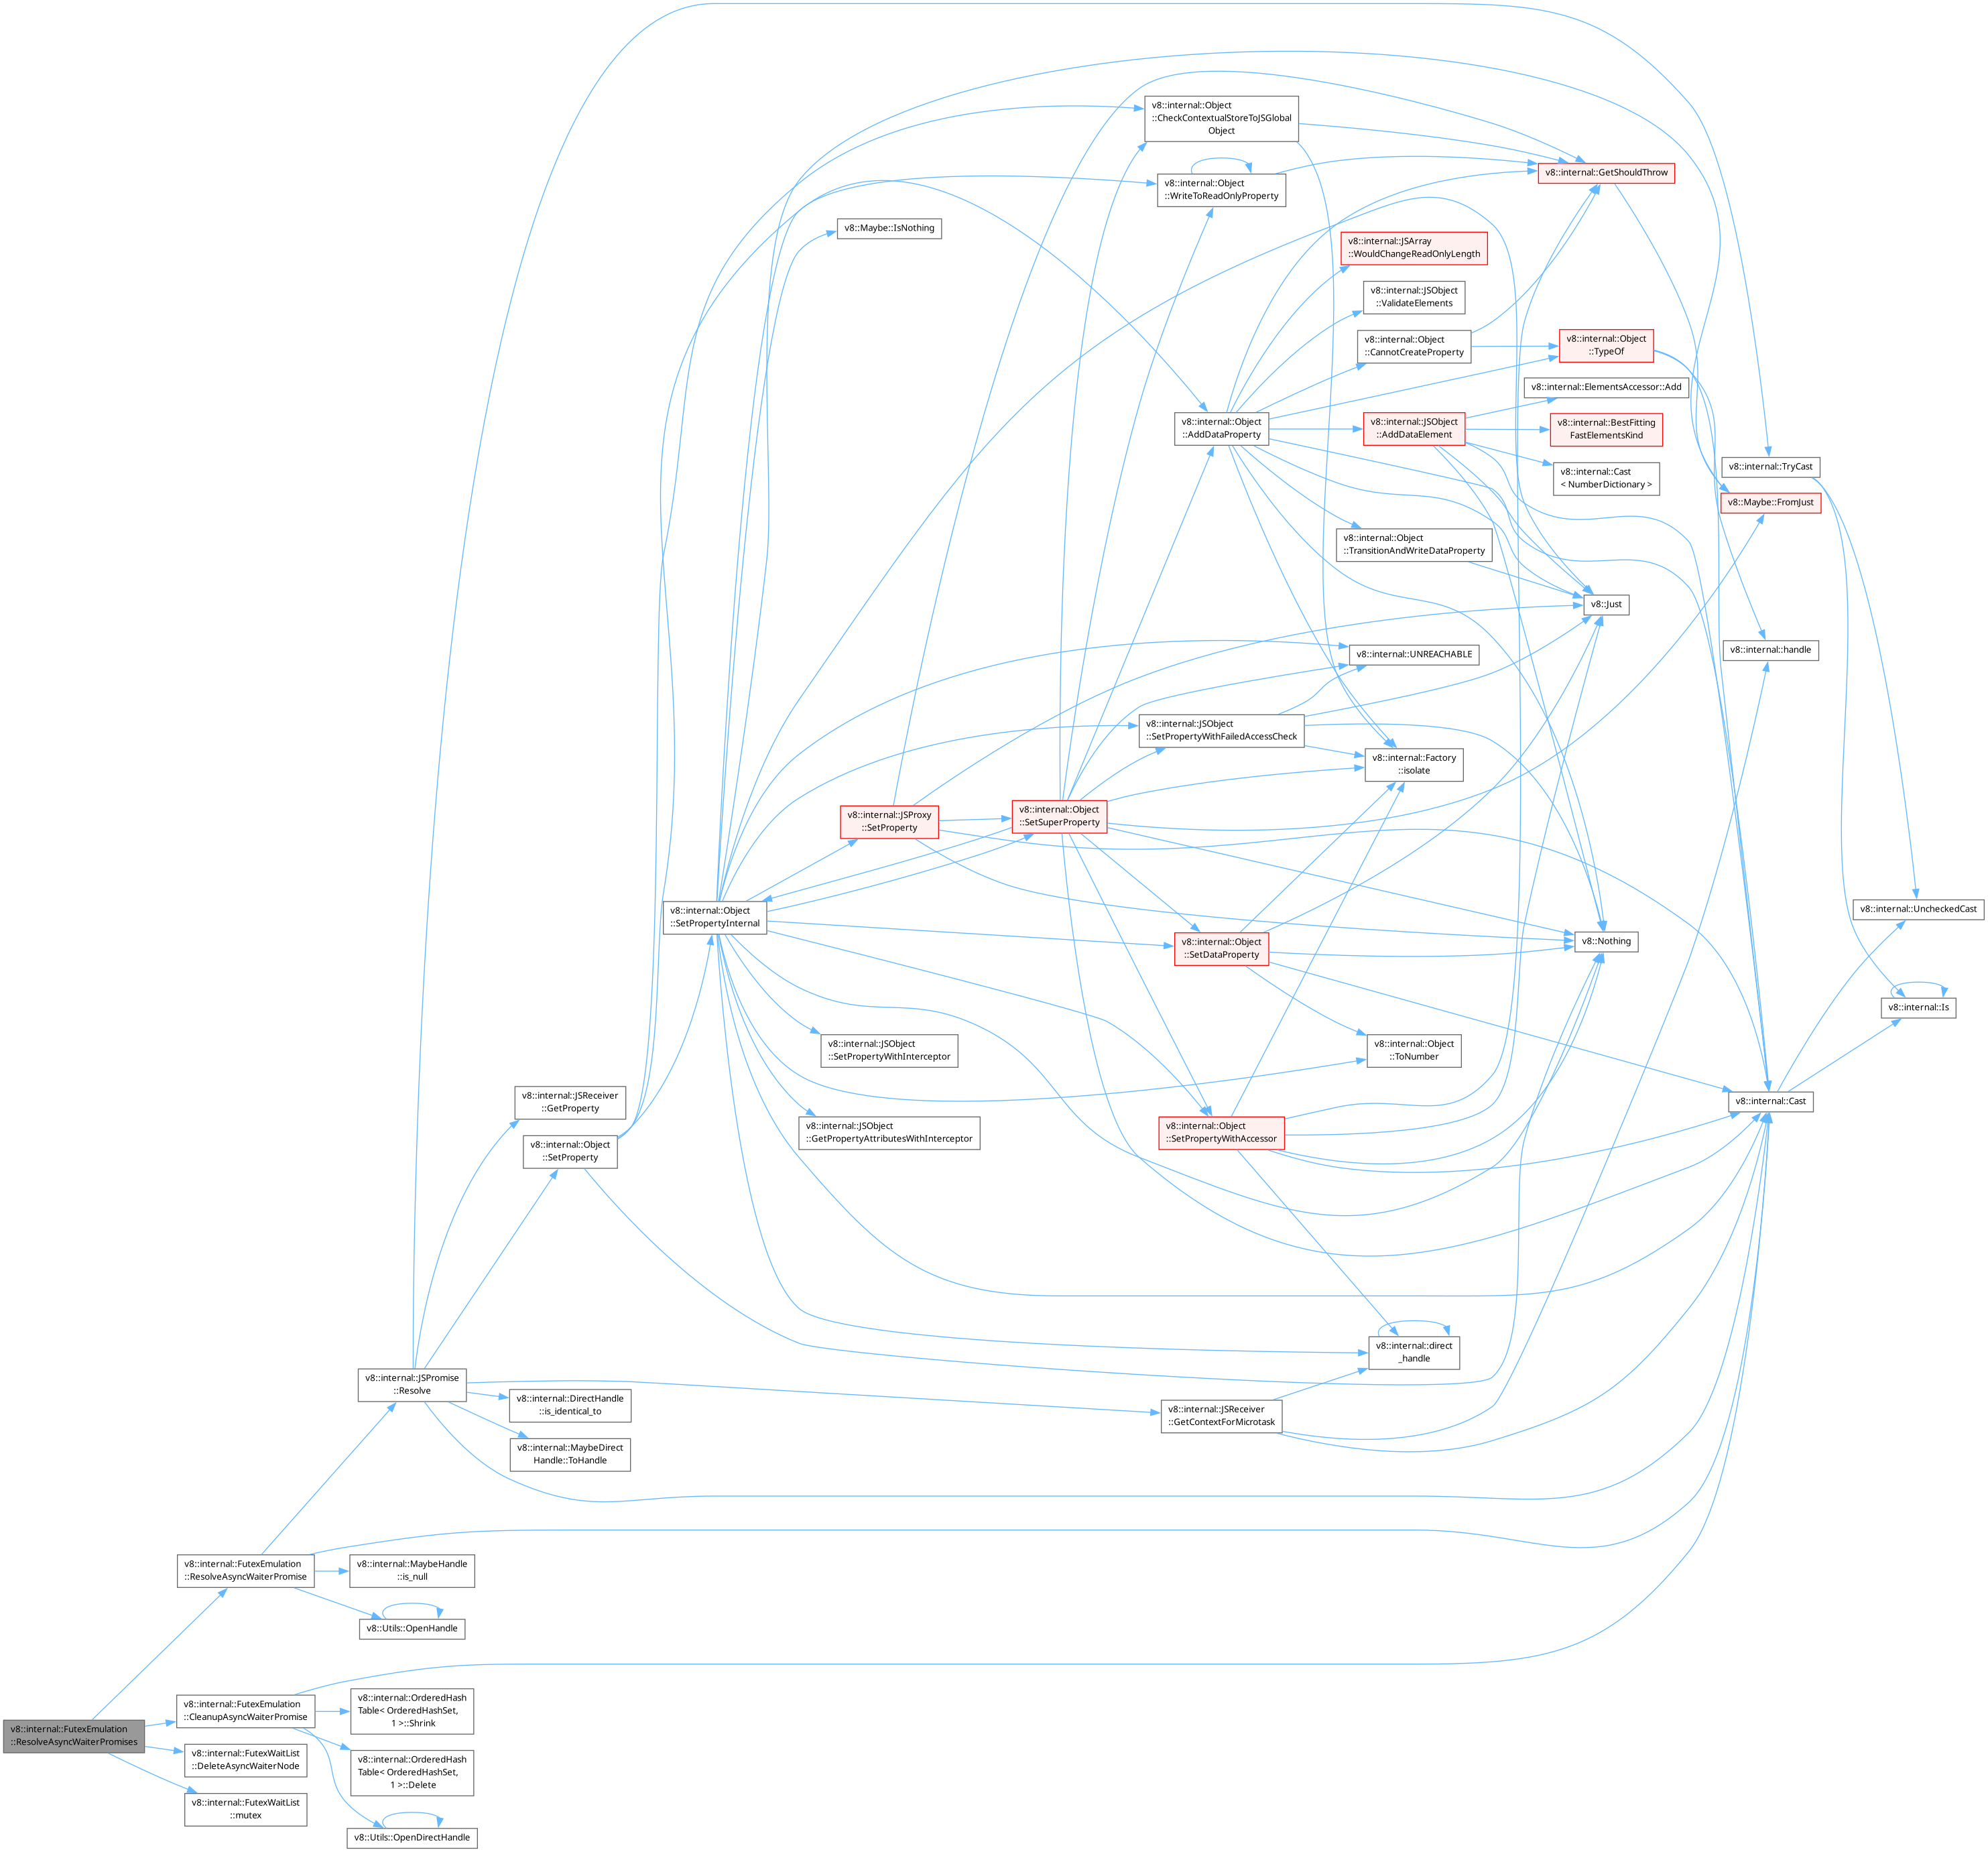 v8::internal::Object
::CheckContextualStoreToJSGlobal
Object
v8::internal::GetShouldThrow
v8::internal::Object
::WriteToReadOnlyProperty
v8::Maybe::IsNothing
v8::internal::JSArray
::WouldChangeReadOnlyLength
v8::internal::JSObject
::ValidateElements
v8::internal::Object
::CannotCreateProperty
v8::internal::Object
::TypeOf
v8::internal::ElementsAccessor::Add
v8::internal::Object
::AddDataProperty
v8::internal::JSObject
::AddDataElement
v8::internal::BestFitting
FastElementsKind
v8::internal::TryCast
v8::internal::Cast
< NumberDictionary >
v8::Maybe::FromJust
v8::internal::Object
::TransitionAndWriteDataProperty
v8::Just
v8::internal::UNREACHABLE
v8::internal::handle
v8::internal::JSObject
::SetPropertyWithFailedAccessCheck
v8::internal::Factory
::isolate
v8::internal::JSProxy
::SetProperty
v8::internal::Object
::SetSuperProperty
v8::internal::Object
::SetPropertyInternal
v8::internal::UncheckedCast
v8::internal::Object
::SetDataProperty
v8::Nothing
v8::internal::Is
v8::internal::JSObject
::SetPropertyWithInterceptor
v8::internal::Object
::ToNumber
v8::internal::JSReceiver
::GetProperty
v8::internal::Cast
v8::internal::Object
::SetProperty
v8::internal::JSObject
::GetPropertyAttributesWithInterceptor
v8::internal::Object
::SetPropertyWithAccessor
v8::internal::direct
_handle
v8::internal::JSPromise
::Resolve
v8::internal::DirectHandle
::is_identical_to
v8::internal::JSReceiver
::GetContextForMicrotask
v8::internal::MaybeDirect
Handle::ToHandle
v8::internal::FutexEmulation
::ResolveAsyncWaiterPromise
v8::internal::MaybeHandle
::is_null
v8::Utils::OpenHandle
v8::internal::FutexEmulation
::CleanupAsyncWaiterPromise
v8::internal::OrderedHash
Table< OrderedHashSet,
1 >::Shrink
v8::internal::FutexEmulation
::ResolveAsyncWaiterPromises
v8::internal::FutexWaitList
::DeleteAsyncWaiterNode
v8::internal::OrderedHash
Table< OrderedHashSet,
1 >::Delete
v8::internal::FutexWaitList
::mutex
v8::Utils::OpenDirectHandle